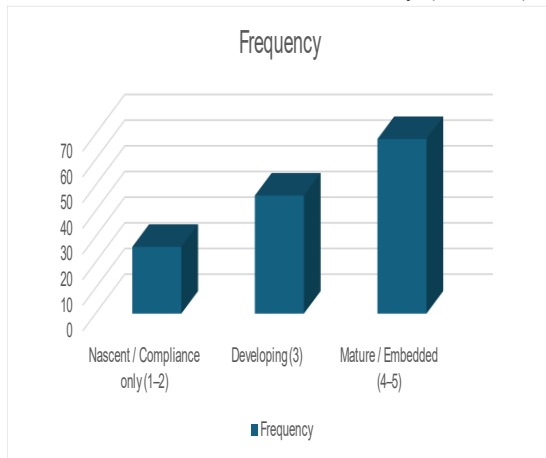 Frequency
70
60
50
40
30
20
10
0
Nascent / Compliance only (1–2)
Developing (3)
Mature / Embedded (4–5)
Frequency